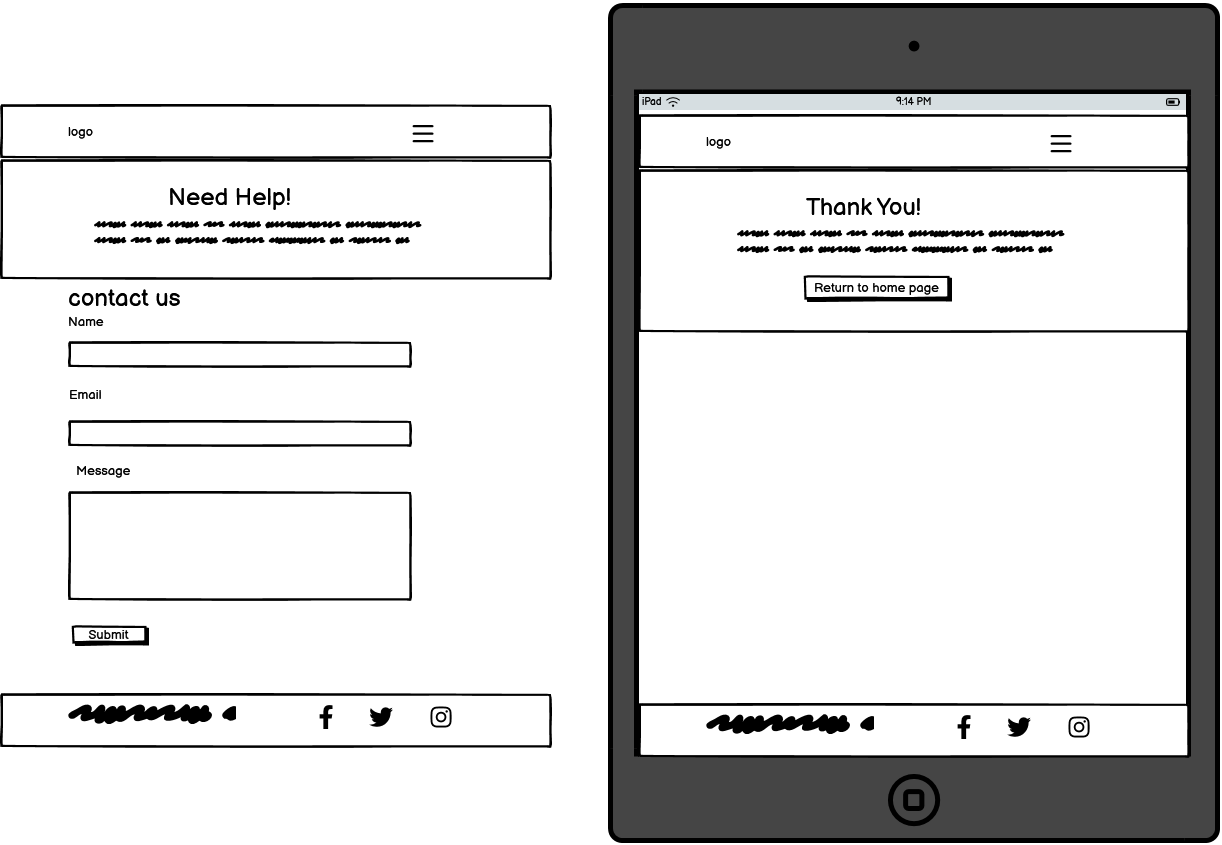 logo
Need Help!
contact us
Name
Email
Message
Submit
iPad
9:14 PM
logo
Thank You!
Return to home page